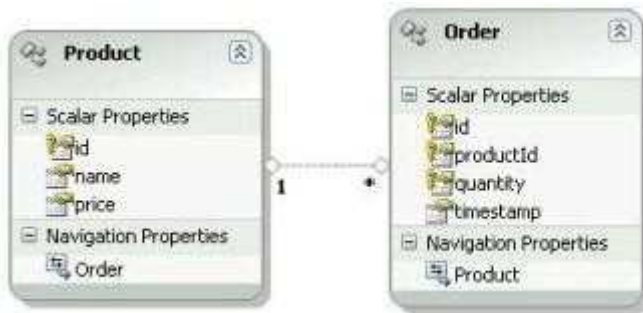 Product
Scalar Properties
id
name
price
Navigation Properties
Order
1
*
Order
Scalar Properties
id
productId
quantity
timestamp
Navigation Properties
Product